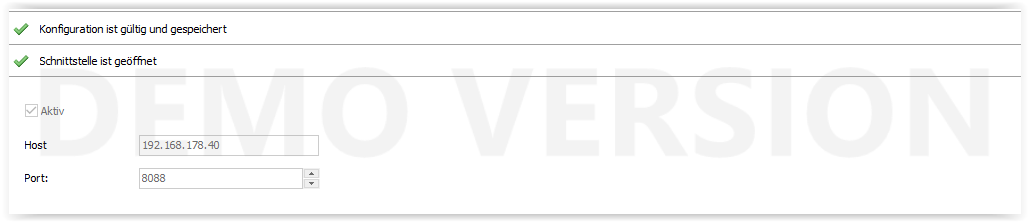 Konfiguration ist gültig und gespeichert
Schnittstelle ist geöffnet
DEMO VERSION
Aktiv
Host 192.168.178.40
Port: 8088